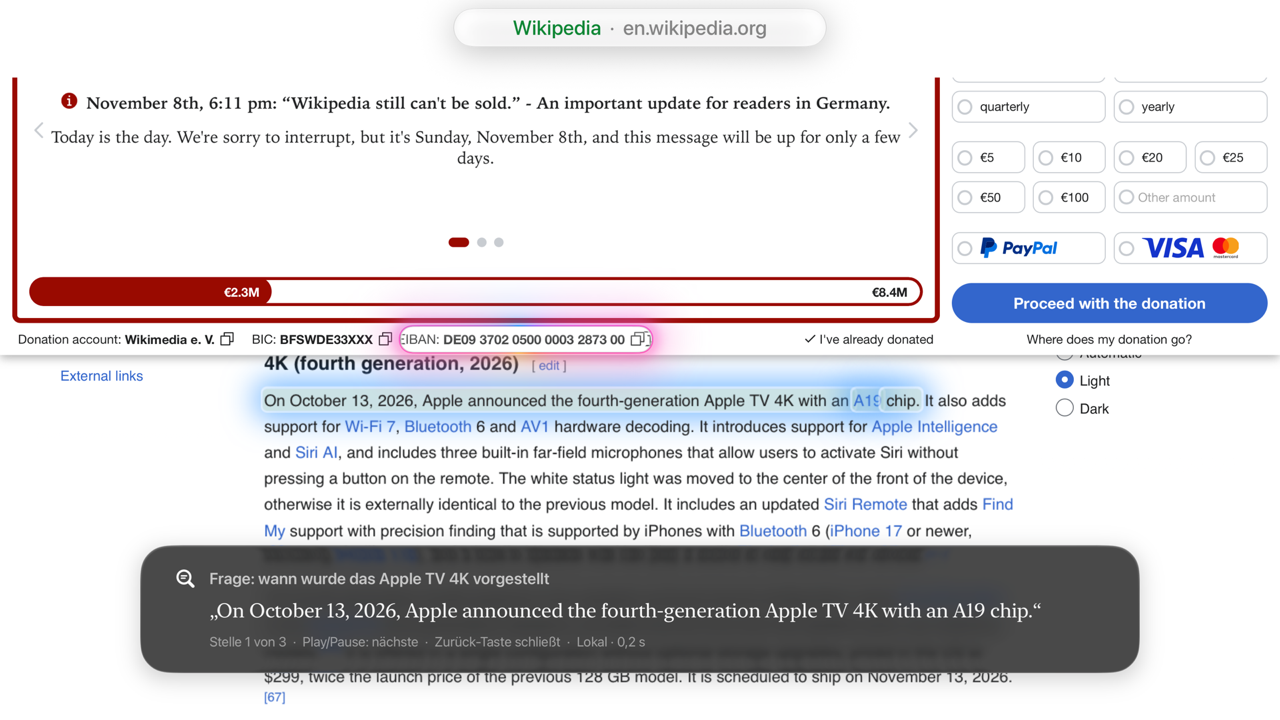 Wikipedia · en.wikipedia.org
November 8th, 6:11 pm: “Wikipedia still can't be sold.” - An important update for readers in Germany.
Today is the day. We're sorry to interrupt, but it's Sunday, November 8th, and this message will be up for only a few
days.
€2.3M €8.4M
quarterly yearly
€5 €10 €20 €25
€50 €100 Other amount
PayPal VISA mastercard
Proceed with the donation
Donation account: Wikimedia e. V. BIC: BFSWDE33XXX IBAN: DE09 3702 0500 0003 2873 00 I've already donated Where does my donation go?
Automatic
Light
Dark
External links
4K (fourth generation, 2026) [ edit ]
On October 13, 2026, Apple announced the fourth-generation Apple TV 4K with an A19 chip. It also adds
support for Wi-Fi 7, Bluetooth 6 and AV1 hardware decoding. It introduces support for Apple Intelligence
and Siri AI, and includes three built-in far-field microphones that allow users to activate Siri without
pressing a button on the remote. The white status light was moved to the center of the front of the device,
otherwise it is externally identical to the previous model. It includes an updated Siri Remote that adds Find
My support with precision finding that is supported by iPhones with Bluetooth 6 (iPhone 17 or newer,
Frage: wann wurde das Apple TV 4K vorgestellt
„On October 13, 2026, Apple announced the fourth-generation Apple TV 4K with an A19 chip.“
Stelle 1 von 3 · Play/Pause: nächste · Zurück-Taste schließt · Lokal · 0,2 s
$299, twice the launch price of the previous 128 GB model. It is scheduled to ship on November 13, 2026.
[67]